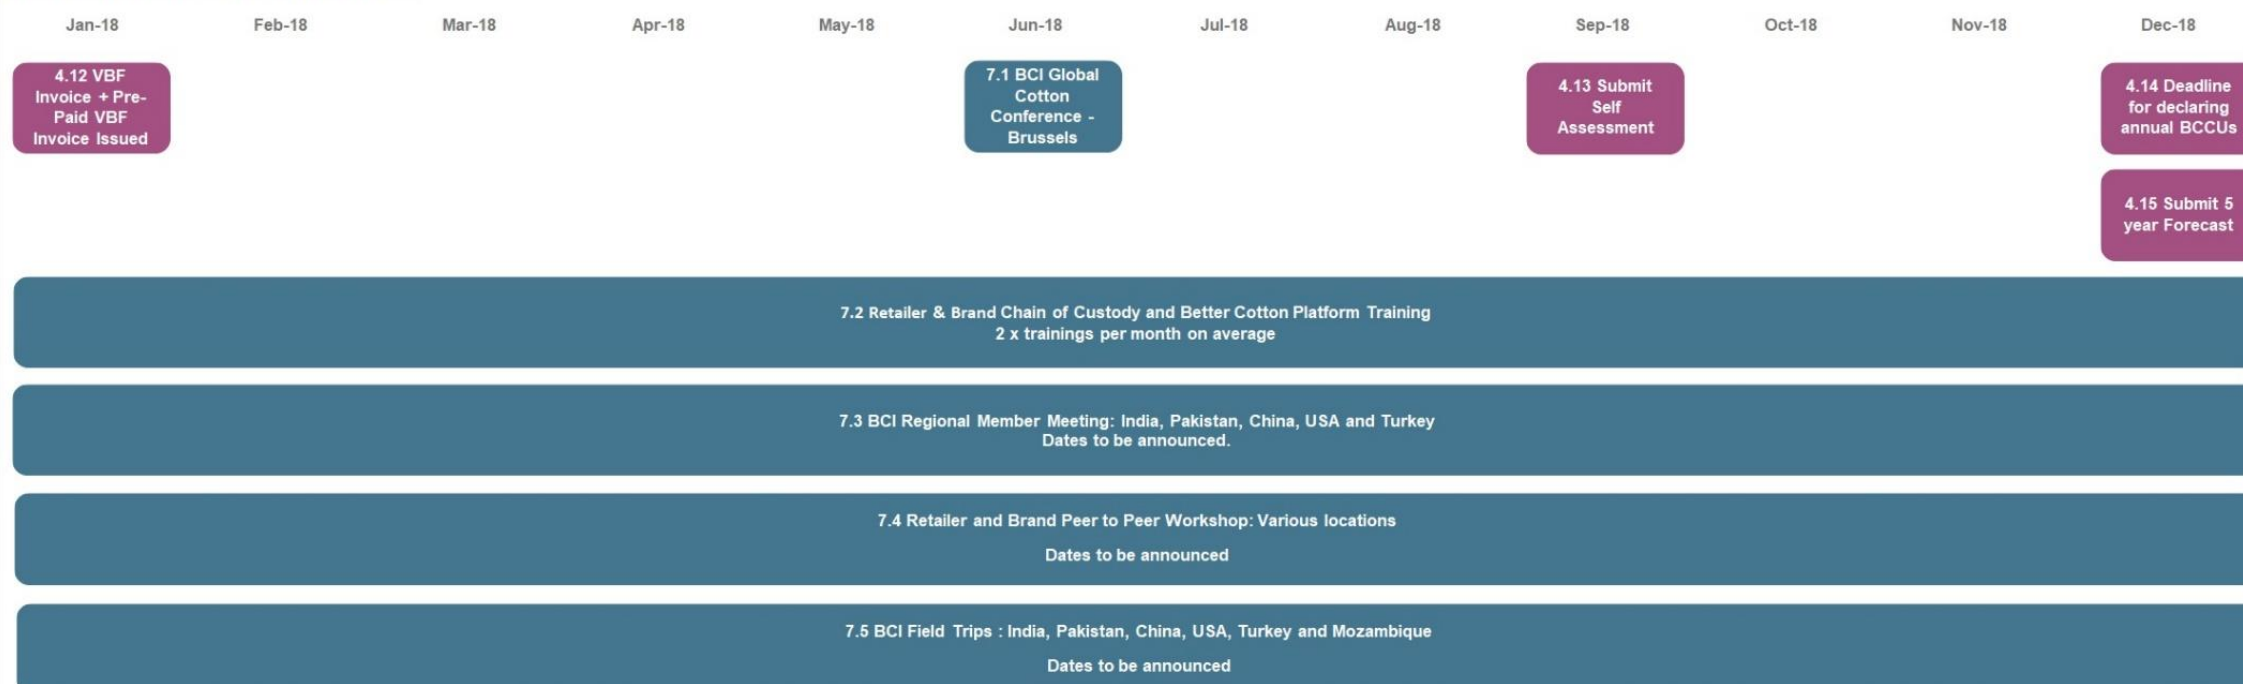 Jan-18 Feb-18 Mar-18 Apr-18 May-18 Jun-18 Jul-18 Aug-18 Sep-18 Oct-18 Nov-18 Dec-18
4.12 VBF
Invoice + Pre-
Paid VBF
Invoice Issued
7.1 BCI Global
Cotton
Conference -
Brussels
4.13 Submit
Self
Assessment
4.14 Deadline
for declaring
annual BCCUs
4.15 Submit 5
year Forecast
7.2 Retailer & Brand Chain of Custody and Better Cotton Platform Training
2 x trainings per month on average
7.3 BCI Regional Member Meeting: India, Pakistan, China, USA and Turkey
Dates to be announced.
7.4 Retailer and Brand Peer to Peer Workshop: Various locations
Dates to be announced
7.5 BCI Field Trips : India, Pakistan, China, USA, Turkey and Mozambique
Dates to be announced